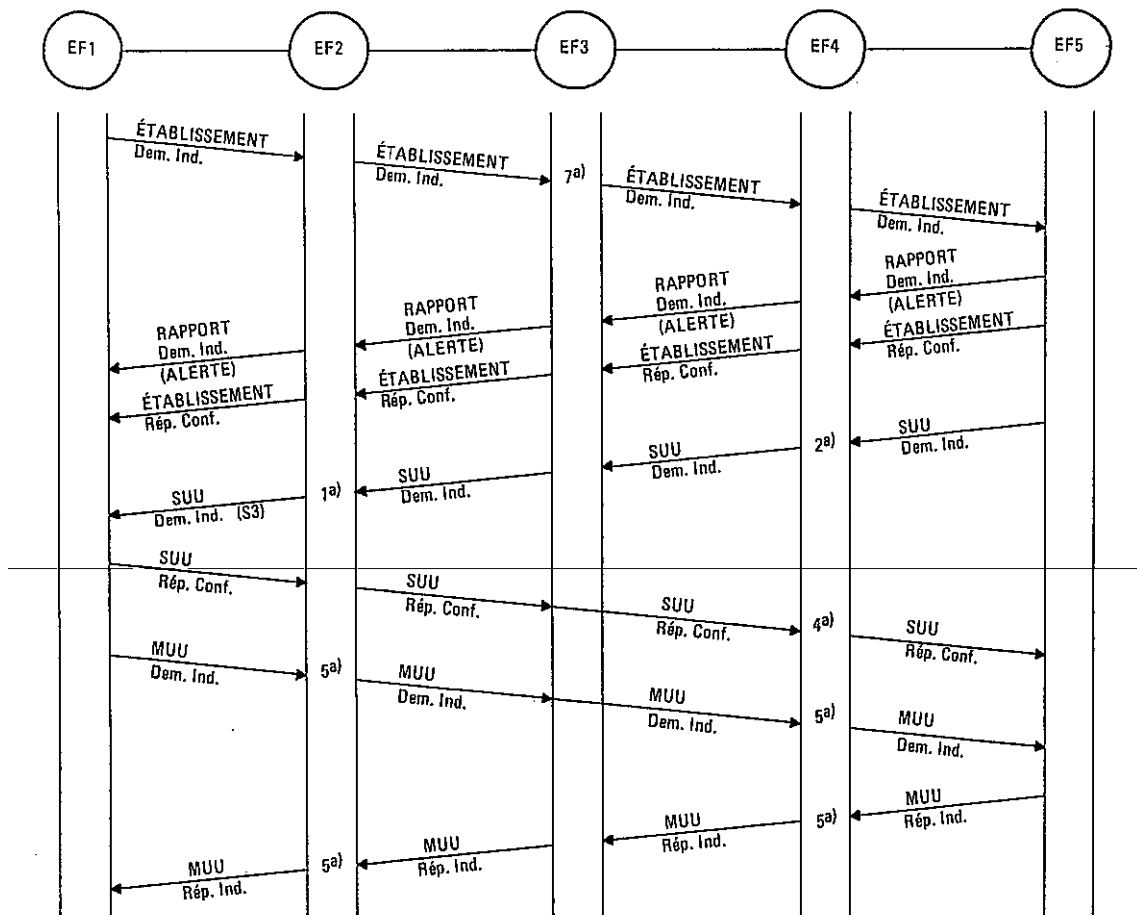 EF1
EF2
EF3
EF4
EF5
ÉTABLISSEMENT
Dem. Ind.
ÉTABLISSEMENT
Dem. Ind.
7a)
ÉTABLISSEMENT
Dem. Ind.
ÉTABLISSEMENT
Dem. Ind.
RAPPORT
Dem. Ind.
(ALERTE)
RAPPORT
Dem. Ind.
(ALERTE)
RAPPORT
Dem. Ind.
(ALERTE)
RAPPORT
Dem. Ind.
(ALERTE)
ÉTABLISSEMENT
Rép. Conf.
ÉTABLISSEMENT
Rép. Conf.
ÉTABLISSEMENT
Rép. Conf.
ÉTABLISSEMENT
Rép. Conf.
SUU
Dem. Ind.
2a)
SUU
Dem. Ind.
SUU
Dem. Ind.
1a)
SUU
Dem. Ind. (S3)
SUU
Rép. Conf.
SUU
Rép. Conf.
SUU
Rép. Conf.
4a)
SUU
Rép. Conf.
MUU
Dem. Ind.
5a)
MUU
Dem. Ind.
MUU
Dem. Ind.
5a)
MUU
Dem. Ind.
MUU
Rép. Ind.
5a)
MUU
Rép. Ind.
MUU
Rép. Ind.
5a)
MUU
Rép. Ind.